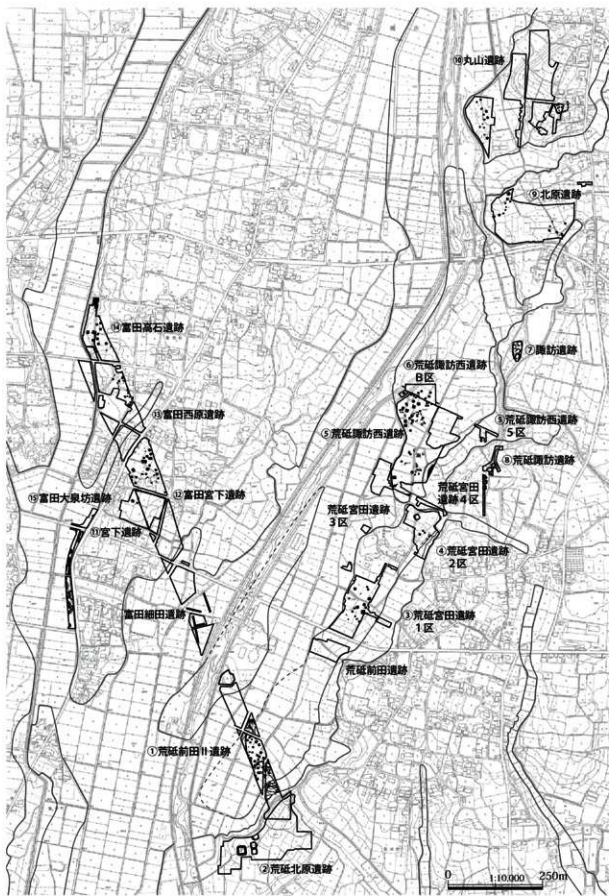 ⑩丸山遺跡
⑨北原遺跡
⑭富田高石遺跡
⑦諏訪遺跡
⑥荒砥諏訪西遺跡
B区
⑬富田西原遺跡
⑤荒砥諏訪西遺跡
⑤荒砥諏訪西遺跡
5区
⑧荒砥諏訪遺跡
⑮富田大泉坊遺跡
⑫富田宮下遺跡
荒砥宮田
遺跡4区
荒砥宮田遺跡
3区
⑪宮下遺跡
④荒砥宮田遺跡
2区
富田細田遺跡
③荒砥宮田遺跡
1区
荒砥前田遺跡
①荒砥前田Ⅱ遺跡
②荒砥北原遺跡
0 1:10.000 250m